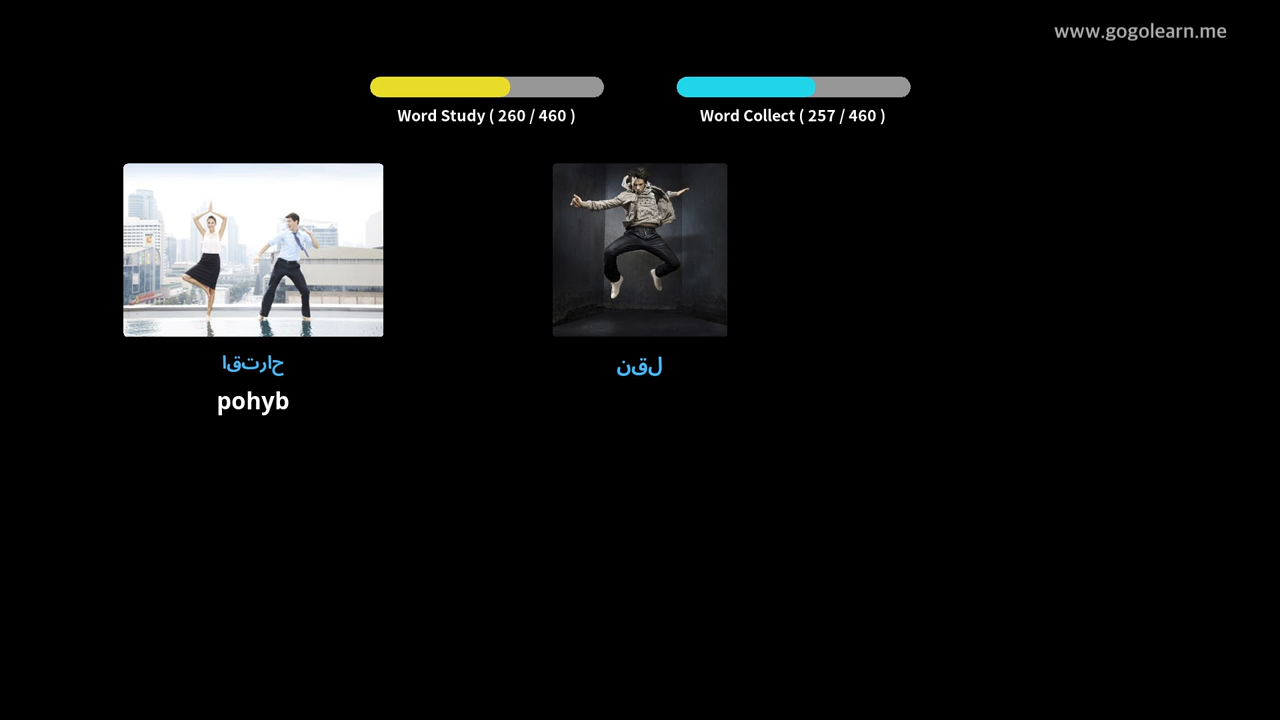 www.gogolearn.me
Word Study ( 260 / 460 )
Word Collect ( 257 / 460 )
اقتراح
نقل
pohyb